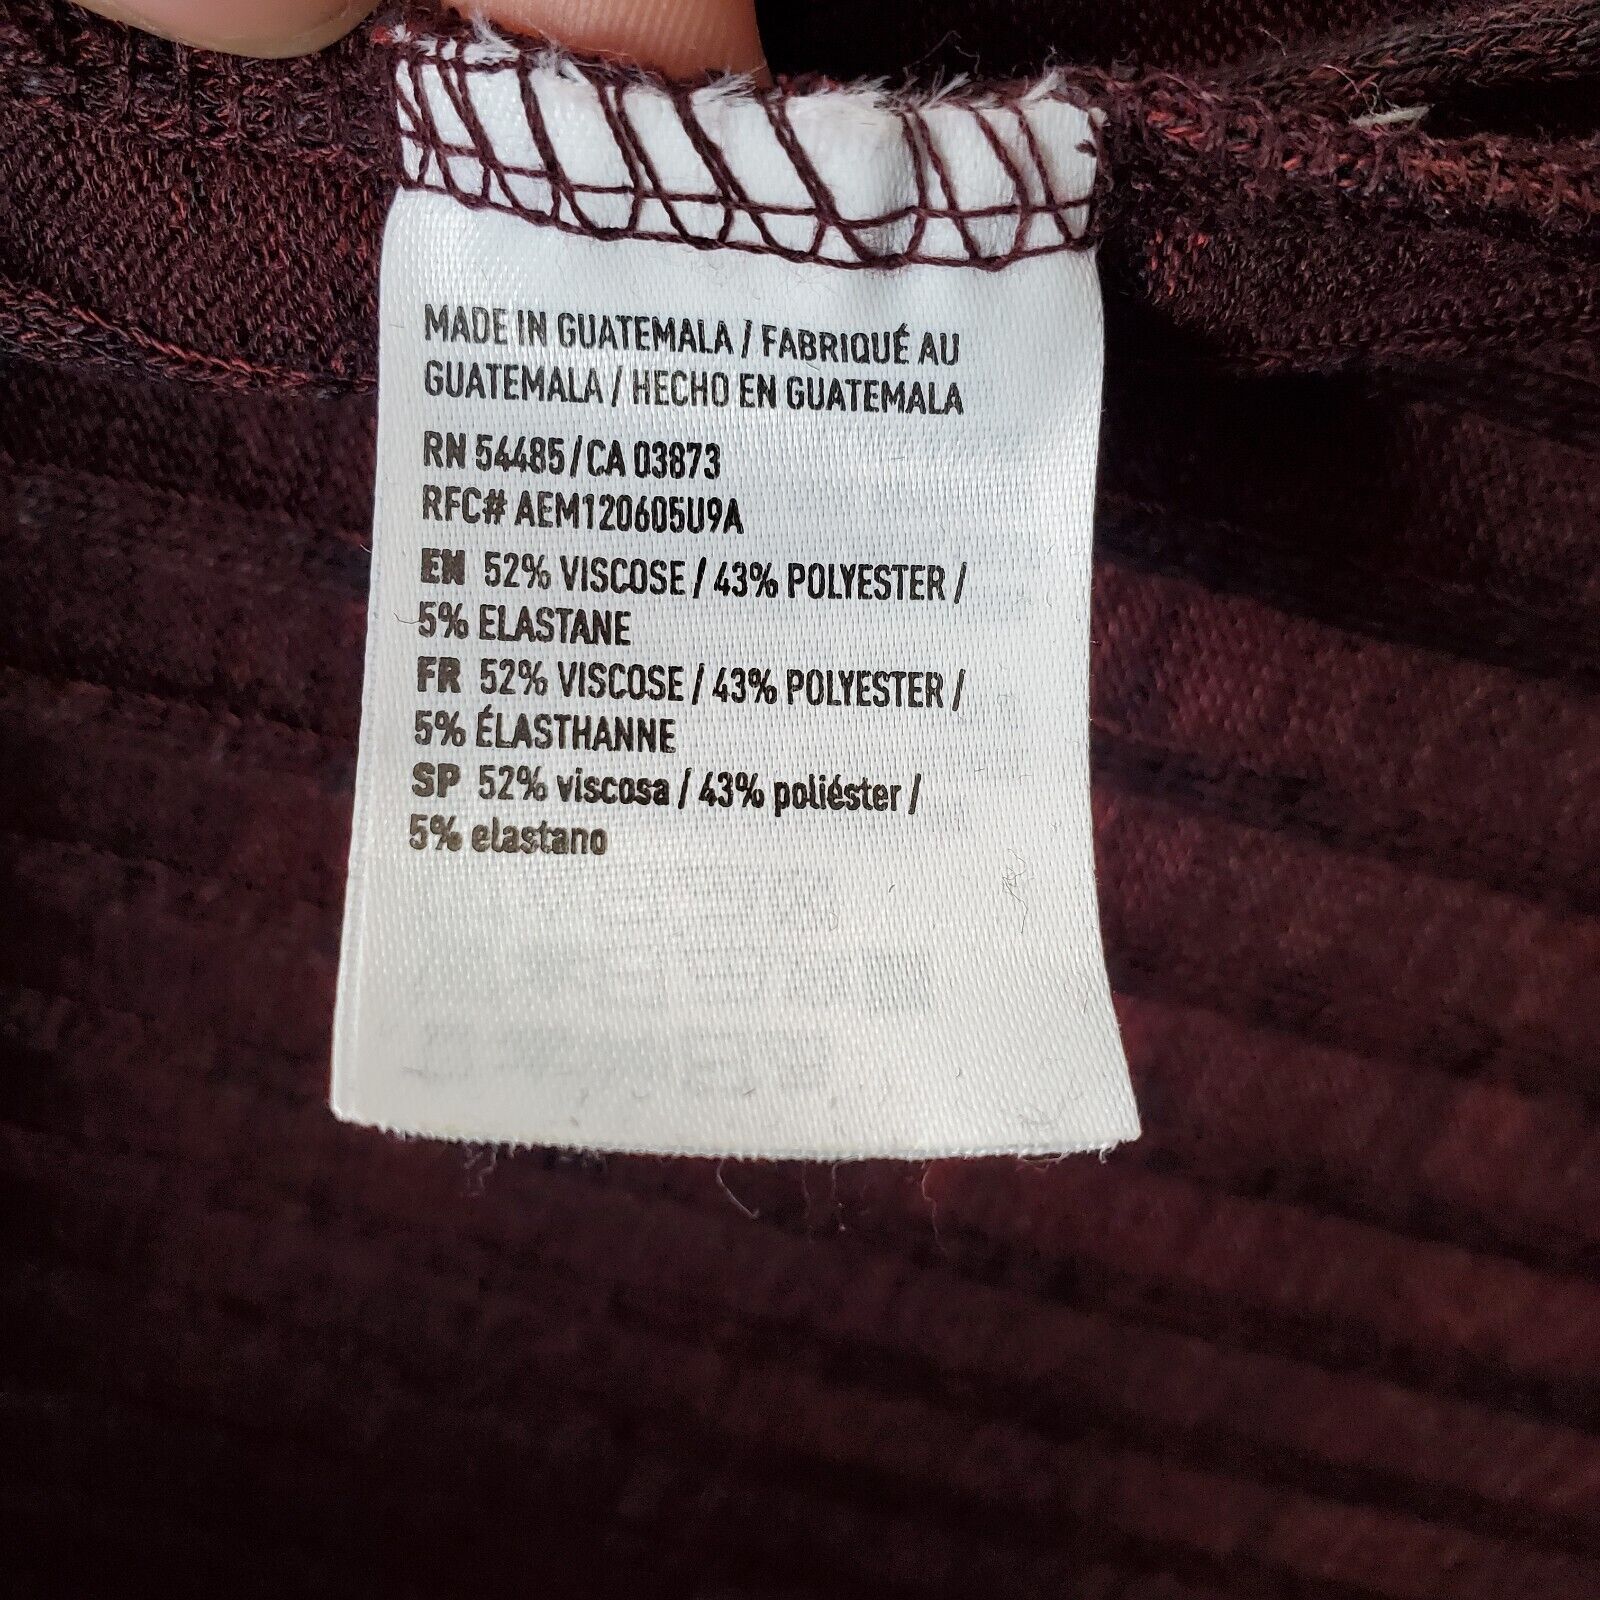 MADE IN GUATEMALA / FABRIQUÉ AU
GUATEMALA / HECHO EN GUATEMALA
RN 54485 / CA 03873
RFC# AEM120605U9A
EN 52% VISCOSE / 43% POLYESTER /
5% ELASTANE
FR 52% VISCOSE / 43% POLYESTER /
5% ÉLASTHANNE
SP 52% viscosa / 43% poliéster /
5% elastano